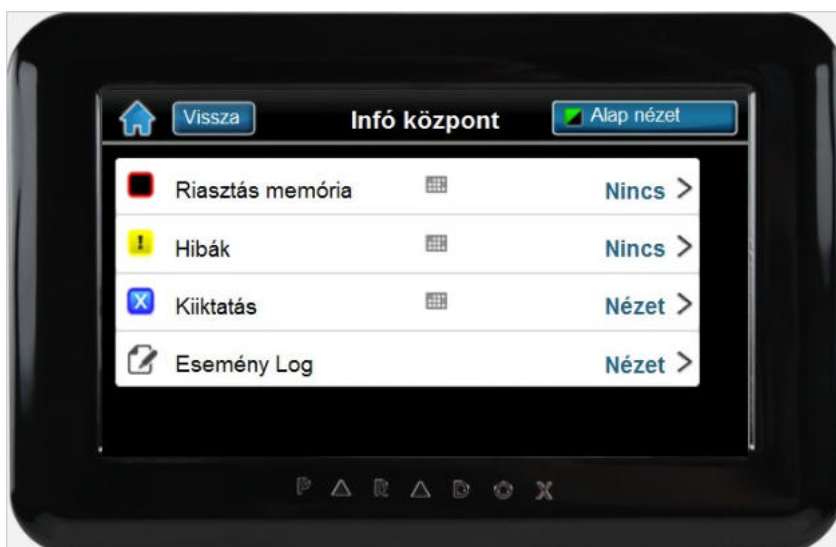 Vissza
Infó központ
Alap nézet
Riasztás memória Nincs
Hibák Nincs
Kiiktatás Nézet
Esemény Log Nézet
PARADOX